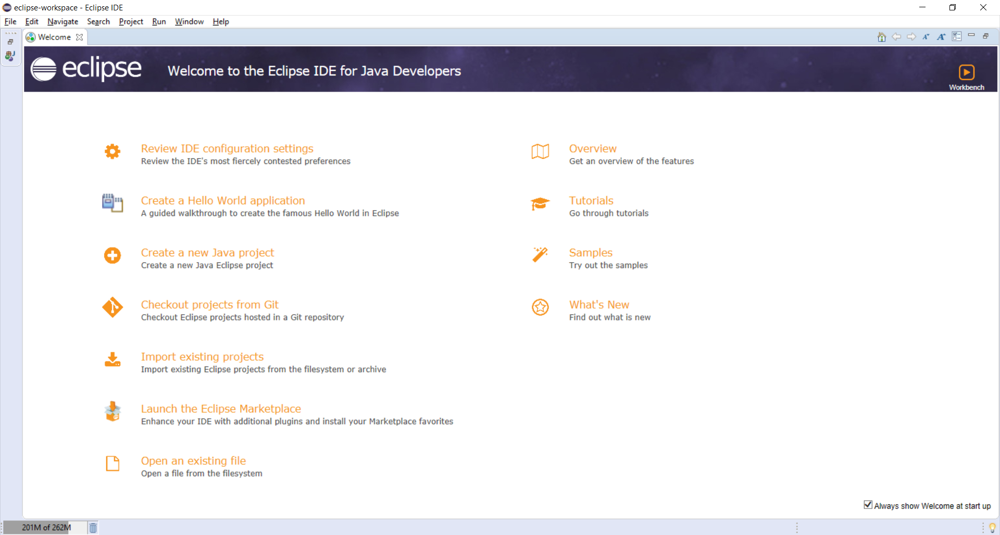 eclipse-workspace - Eclipse IDE
File Edit Navigate Search Project Run Window Help
Welcome
eclipse
Welcome to the Eclipse IDE for Java Developers
Workbench
Review IDE configuration settings
Review the IDE's most fiercely contested preferences
Create a Hello World application
A guided walkthrough to create the famous Hello World in Eclipse
Create a new Java project
Create a new Java Eclipse project
Checkout projects from Git
Checkout Eclipse projects hosted in a Git repository
Import existing projects
Import existing Eclipse projects from the filesystem or archive
Launch the Eclipse Marketplace
Enhance your IDE with additional plugins and install your Marketplace favorites
Open an existing file
Open a file from the filesystem
Overview
Get an overview of the features
Tutorials
Go through tutorials
Samples
Try out the samples
What's New
Find out what is new
Always show Welcome at start up
201M of 262M